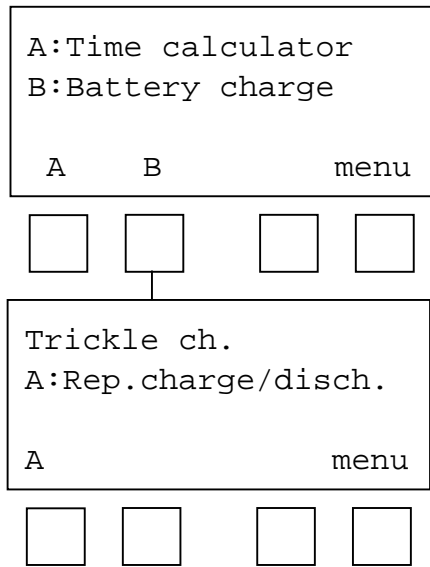 A:Time calculator
B:Battery charge
A B menu
Trickle ch.
A:Rep.charge/disch.
A menu